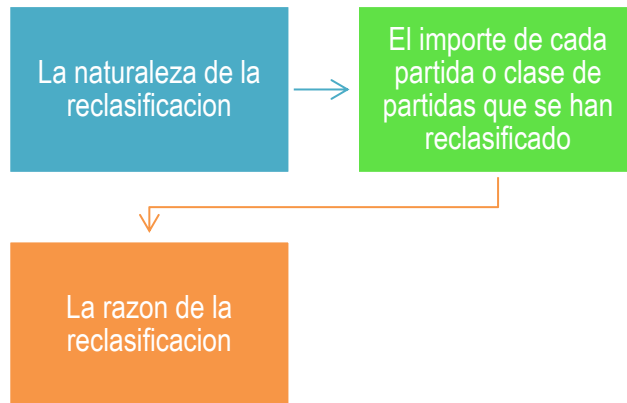 La naturaleza de la
reclasificacion
El importe de cada
partida o clase de
partidas que se han
reclasificado
La razon de la
reclasificacion